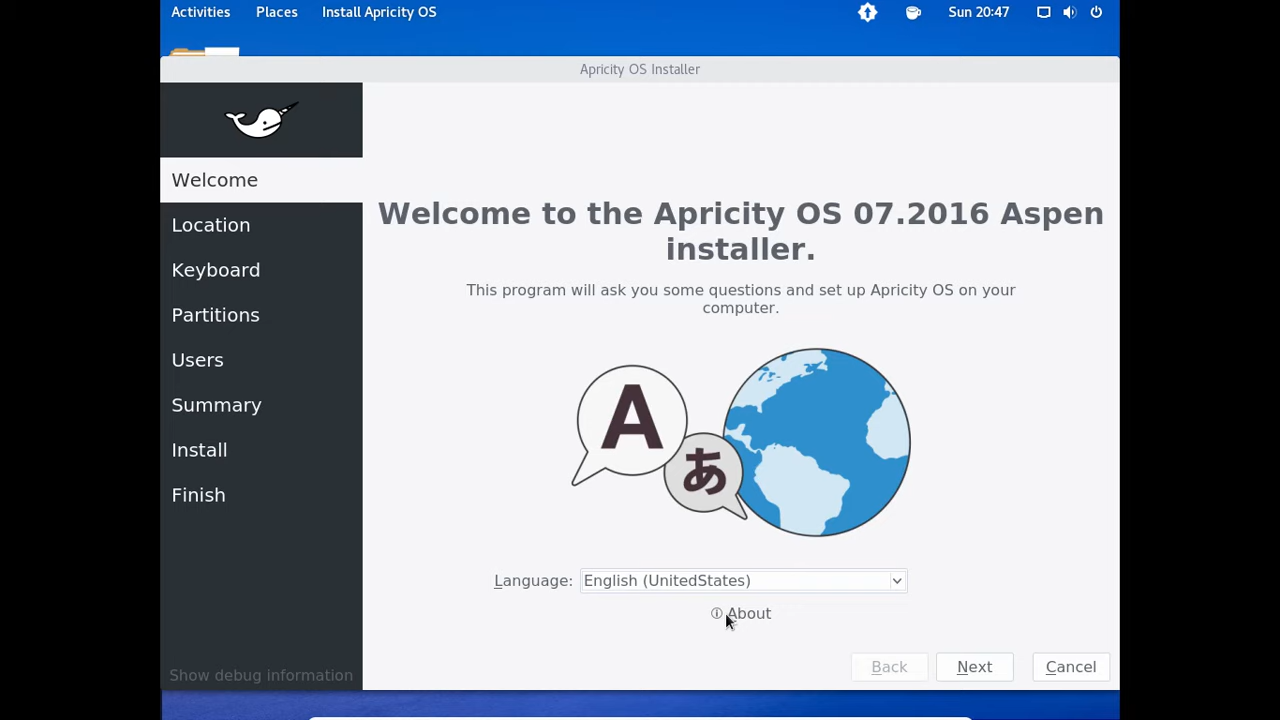 Activities Places Install Apricity OS Sun 20:47
Apricity OS Installer
Welcome
Location
Keyboard
Partitions
Users
Summary
Install
Finish
Show debug information
Welcome to the Apricity OS 07.2016 Aspen
installer.
This program will ask you some questions and set up Apricity OS on your
computer.
A
あ
Language: English (UnitedStates)
About
Back Next Cancel